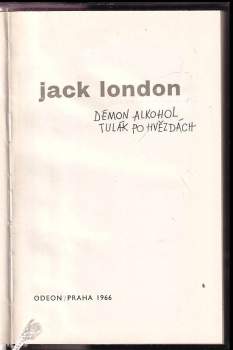 jack london
DÉMON ALKOHOL
TULÁK PO HVĚZDÁCH
ODEON/PRAHA 1966